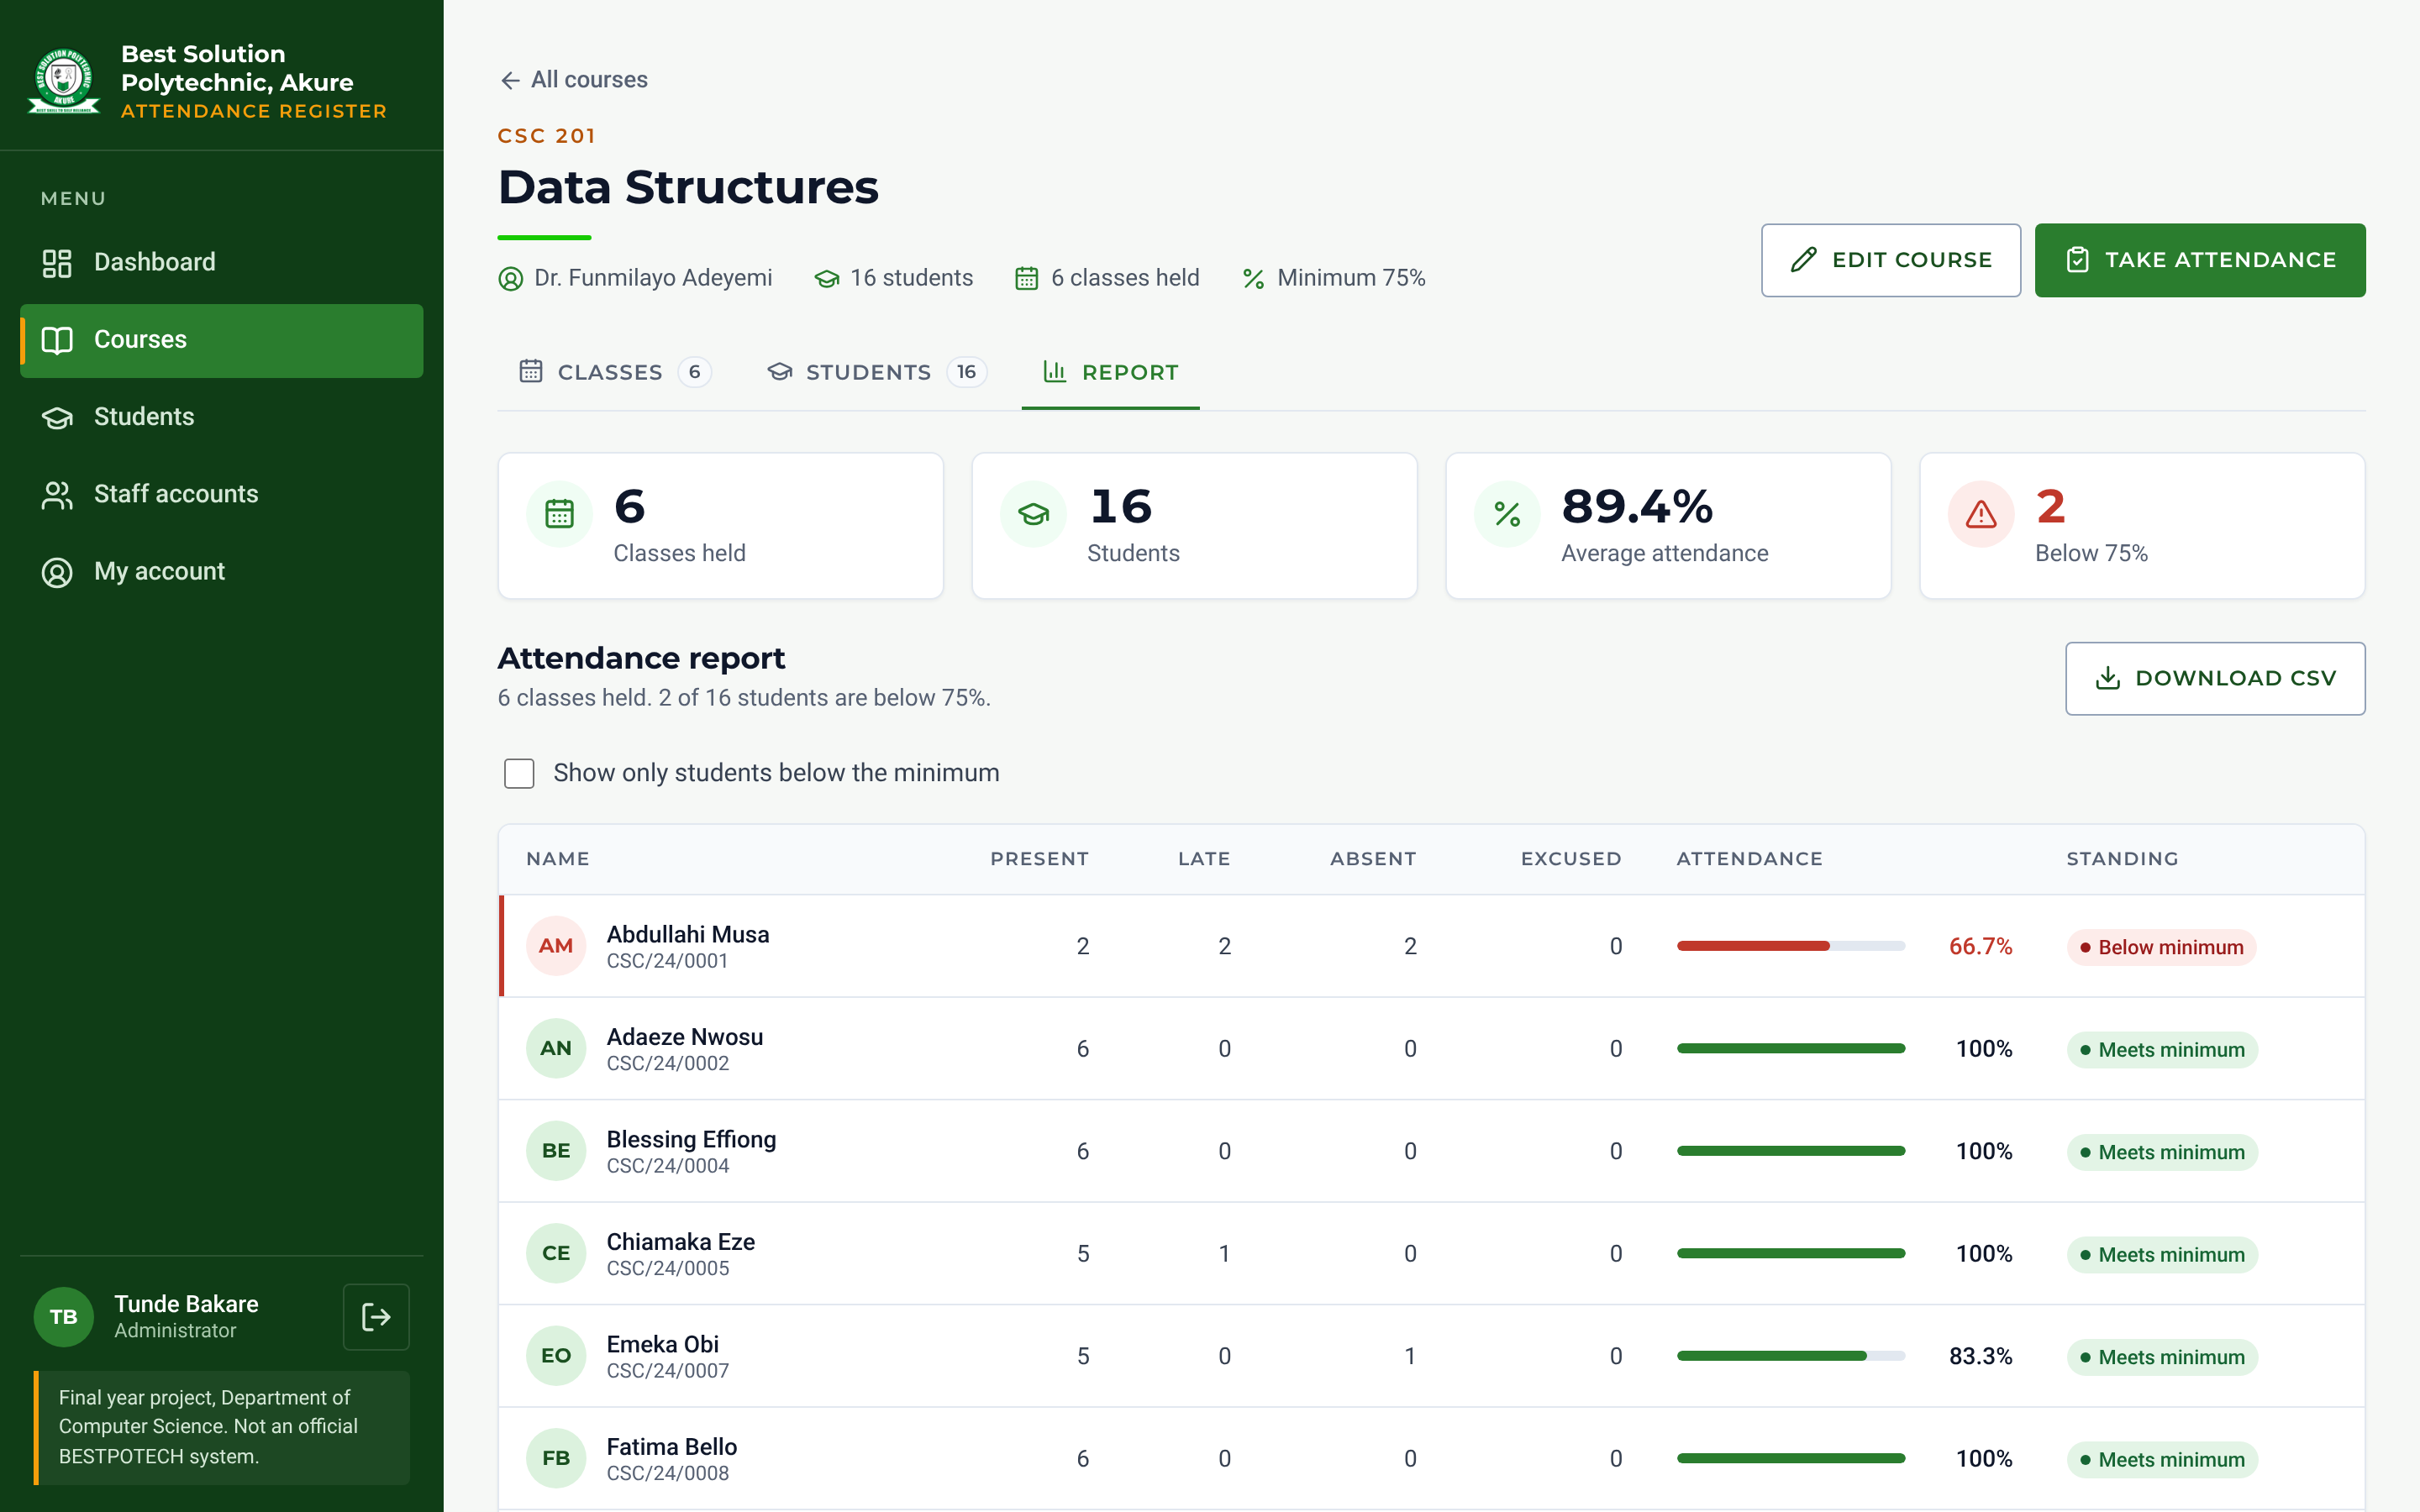 BEST SOLUTION POLYTECHNIC
AKURE
Best Solution
Polytechnic, Akure
ATTENDANCE REGISTER
MENU
Dashboard
Courses
Students
Staff accounts
My account
TB
Tunde Bakare
Administrator
Final year project, Department of
Computer Science. Not an official
BESTPOTECH system.
All courses
CSC 201
Data Structures
Dr. Funmilayo Adeyemi 16 students 6 classes held Minimum 75%
EDIT COURSE TAKE ATTENDANCE
CLASSES 6 STUDENTS 16 REPORT
6
Classes held
16
Students
89.4%
Average attendance
2
Below 75%
Attendance report
6 classes held. 2 of 16 students are below 75%.
DOWNLOAD CSV
Show only students below the minimum
NAME PRESENT LATE ABSENT EXCUSED ATTENDANCE STANDING
AM Abdullahi Musa 2 2 2 0 66.7% Below minimum
CSC/24/0001
AN Adaeze Nwosu 6 0 0 0 100% Meets minimum
CSC/24/0002
BE Blessing Effiong 6 0 0 0 100% Meets minimum
CSC/24/0004
CE Chiamaka Eze 5 1 0 0 100% Meets minimum
CSC/24/0005
EO Emeka Obi 5 0 1 0 83.3% Meets minimum
CSC/24/0007
FB Fatima Bello 6 0 0 0 100% Meets minimum
CSC/24/0008